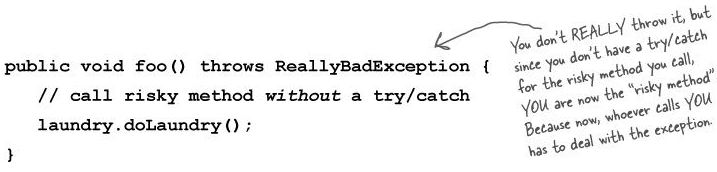 public void foo() throws ReallyBadException {
// call risky method without a try/catch
laundry.doLaundry();
}
You don't REALLY throw it, but
since you don't have a try/catch
for the risky method you call,
YOU are now the "risky method"
Because now, whoever calls YOU
has to deal with the exception.